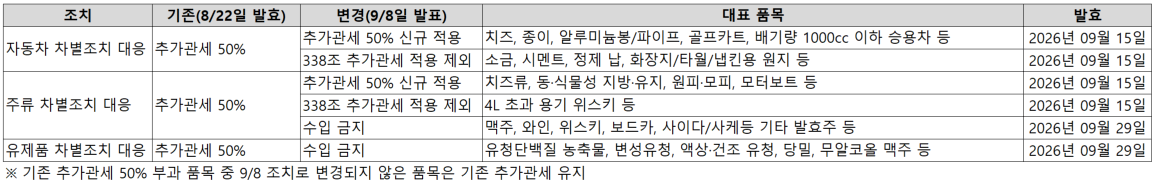 조치 기존(8/22일 발효) 변경(9/8일 발표) 대표 품목 발효
자동차 차별조치 대응 추가관세 50% 추가관세 50% 신규 적용 치즈, 종이, 알루미늄봉/파이프, 골프카트, 배기량 1000cc 이하 승용차 등 2026년 09월 15일
338조 추가관세 적용 제외 소금, 시멘트, 정제 납, 화장지/타월/냅킨용 원지 등 2026년 09월 15일
주류 차별조치 대응 추가관세 50% 추가관세 50% 신규 적용 치즈류, 동·식물성 지방·유지, 원피·모피, 모터보트 등 2026년 09월 15일
338조 추가관세 적용 제외 4L 초과 용기 위스키 등 2026년 09월 15일
수입 금지 맥주, 와인, 위스키, 보드카, 사이다/사케등 기타 발효주 등 2026년 09월 29일
유제품 차별조치 대응 추가관세 50% 수입 금지 유청단백질 농축물, 변성유청, 액상·건조 유청, 당밀, 무알코올 맥주 등 2026년 09월 29일
※ 기존 추가관세 50% 부과 품목 중 9/8 조치로 변경되지 않은 품목은 기존 추가관세 유지